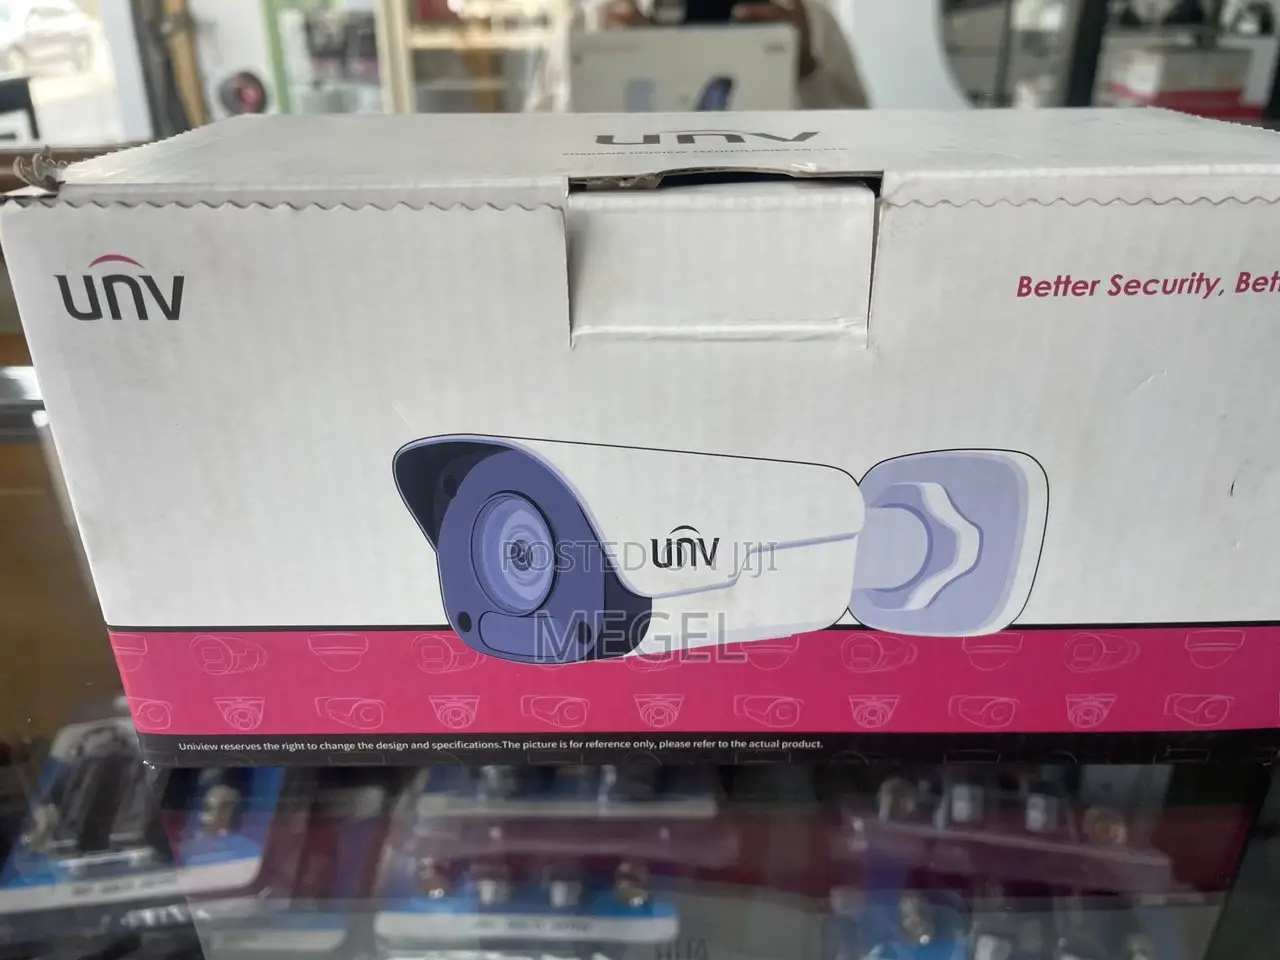 unv
unv
Better Security, Bett
unv
POSTED ON JIJI
MEGEL
Uniview reserves the right to change the design and specifications.The picture is for reference only, please refer to the actual product.